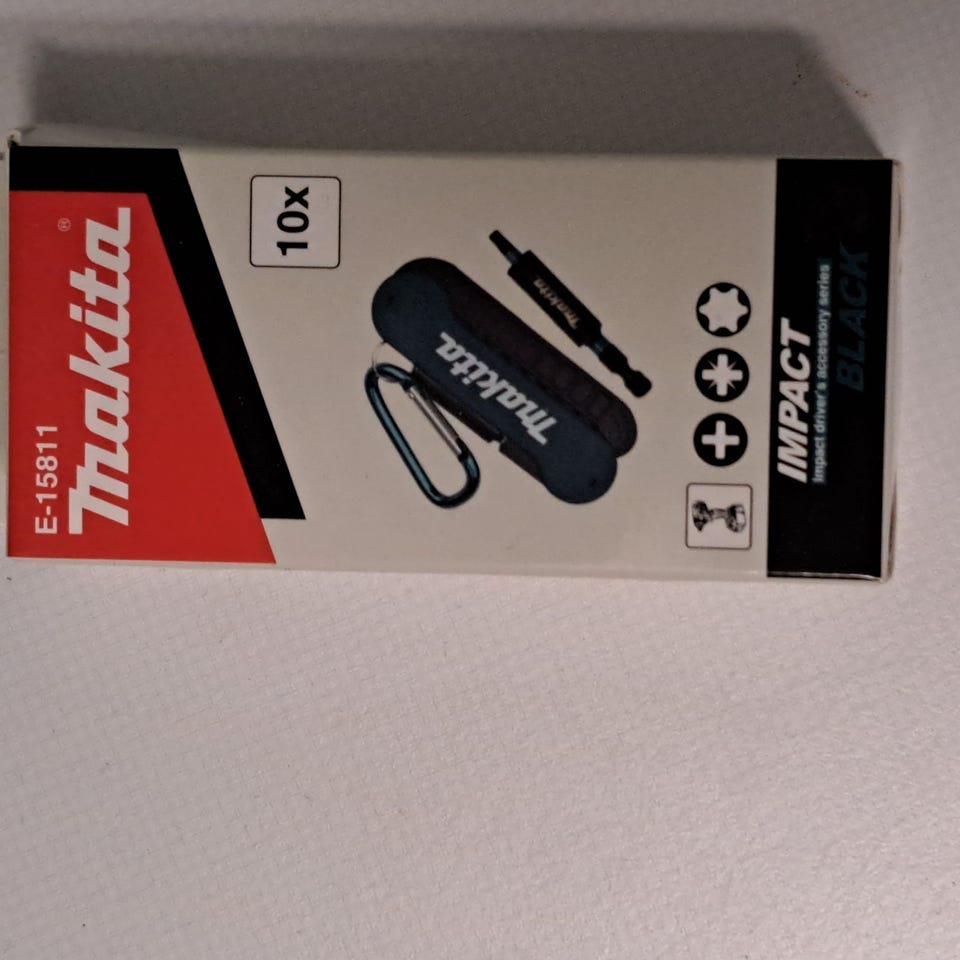 E-15811
makita®
10x
makita
makita
IMPACT
BLACK
Impact driver's accessory series